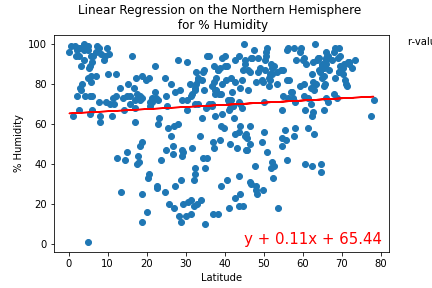 Linear Regression on the Northern Hemisphere
for % Humidity
r-valu
100
80
60
40
20
0
% Humidity
y + 0.11x + 65.44
0 10 20 30 40 50 60 70 80
Latitude